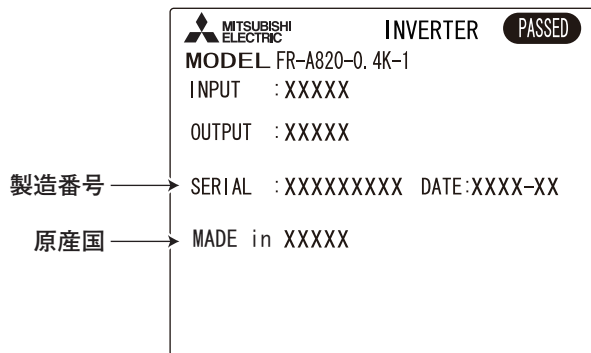 MITSUBISHI ELECTRIC INVERTER PASSED
MODEL FR-A820-0.4K-1
INPUT :XXXXX
OUTPUT :XXXXX
製造番号 SERIAL :XXXXXXXXX DATE:XXXX-XX
原産国 MADE in XXXXX